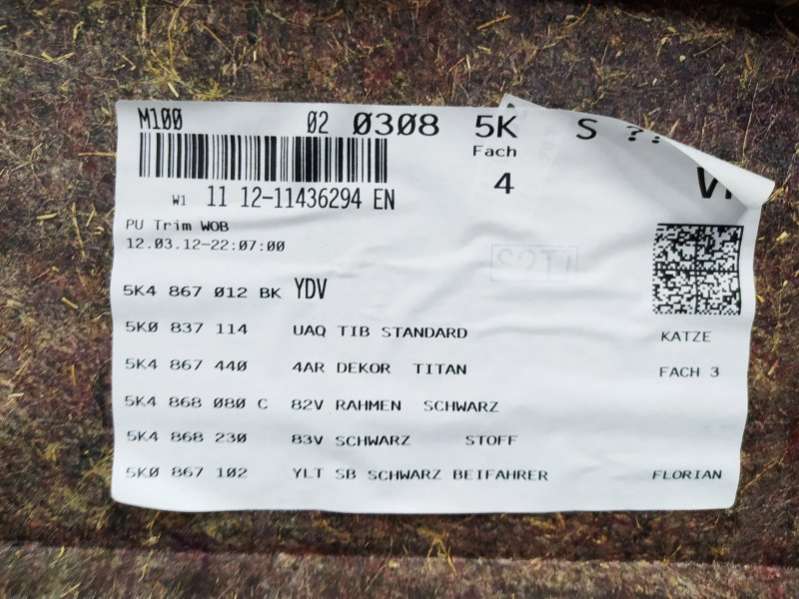 M100 02 0308 5K S ?
Fach
4
W1 11 12-11436294 EN
PU Trim WOB
12.03.12-22:07:00
5K4 867 012 BK YDV
5K0 837 114 UAQ TIB STANDARD KATZE
5K4 867 440 4AR DEKOR TITAN FACH 3
5K4 868 080 C 82V RAHMEN SCHWARZ
5K4 868 230 83V SCHWARZ STOFF
5K0 867 102 YLT SB SCHWARZ BEIFAHRER FLORIAN